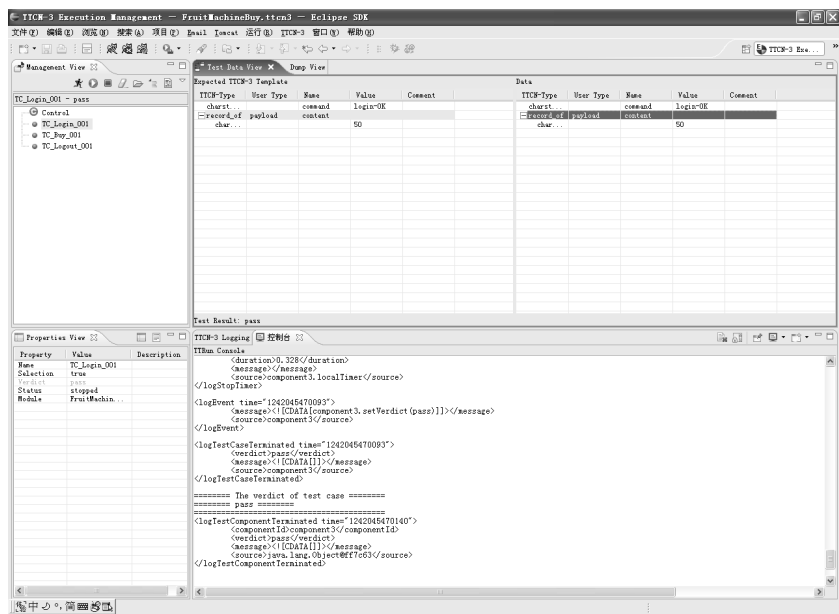 TTCN-3 Execution Management - FruitMachineBuy.ttcn3 - Eclipse SDK
文件(F) 编辑(E) 浏览(N) 搜索(A) 项目(P) Email Tomcat 运行(R) TTCN-3 窗口(W) 帮助(H)
TTCN-3 Exe...
Management View
TC_Login_001 - pass
Control
TC_Login_001
TC_Buy_001
TC_Logout_001
Test Data View Dump View
Expected TTCN-3 Template
TTCN-Type User Type Name Value Comment
charst... command login-OK
record_of payload content
char... 50
Data
TTCN-Type User Type Name Value Comment
charst... command login-OK
record_of payload content
char... 50
Test Result: pass
Properties View
Property Value Description
Name TC_Login_001
Selection true
Verdict pass
Status stopped
Module FruitMachin...
TTCN-3 Logging 控制台
TTRun Console
<duration>0.328</duration>
<message></message>
<source>component3.localTimer</source>
</logStopTimer>
<logEvent time="1242045470093">
<message><![CDATA[component3.setVerdict(pass)]]></message>
<source>component3</source>
</logEvent>
<logTestCaseTerminated time="1242045470093">
<verdict>pass</verdict>
<message><![CDATA[]]></message>
<source>component3</source>
</logTestCaseTerminated>
======== The verdict of test case ========
======== pass ========
==========================================
<logTestComponentTerminated time="1242045470140">
<componentId>component3</componentId>
<verdict>pass</verdict>
<message><![CDATA[]]></message>
<source>java.lang.Object@ff7c63</source>
</logTestComponentTerminated>
中 简